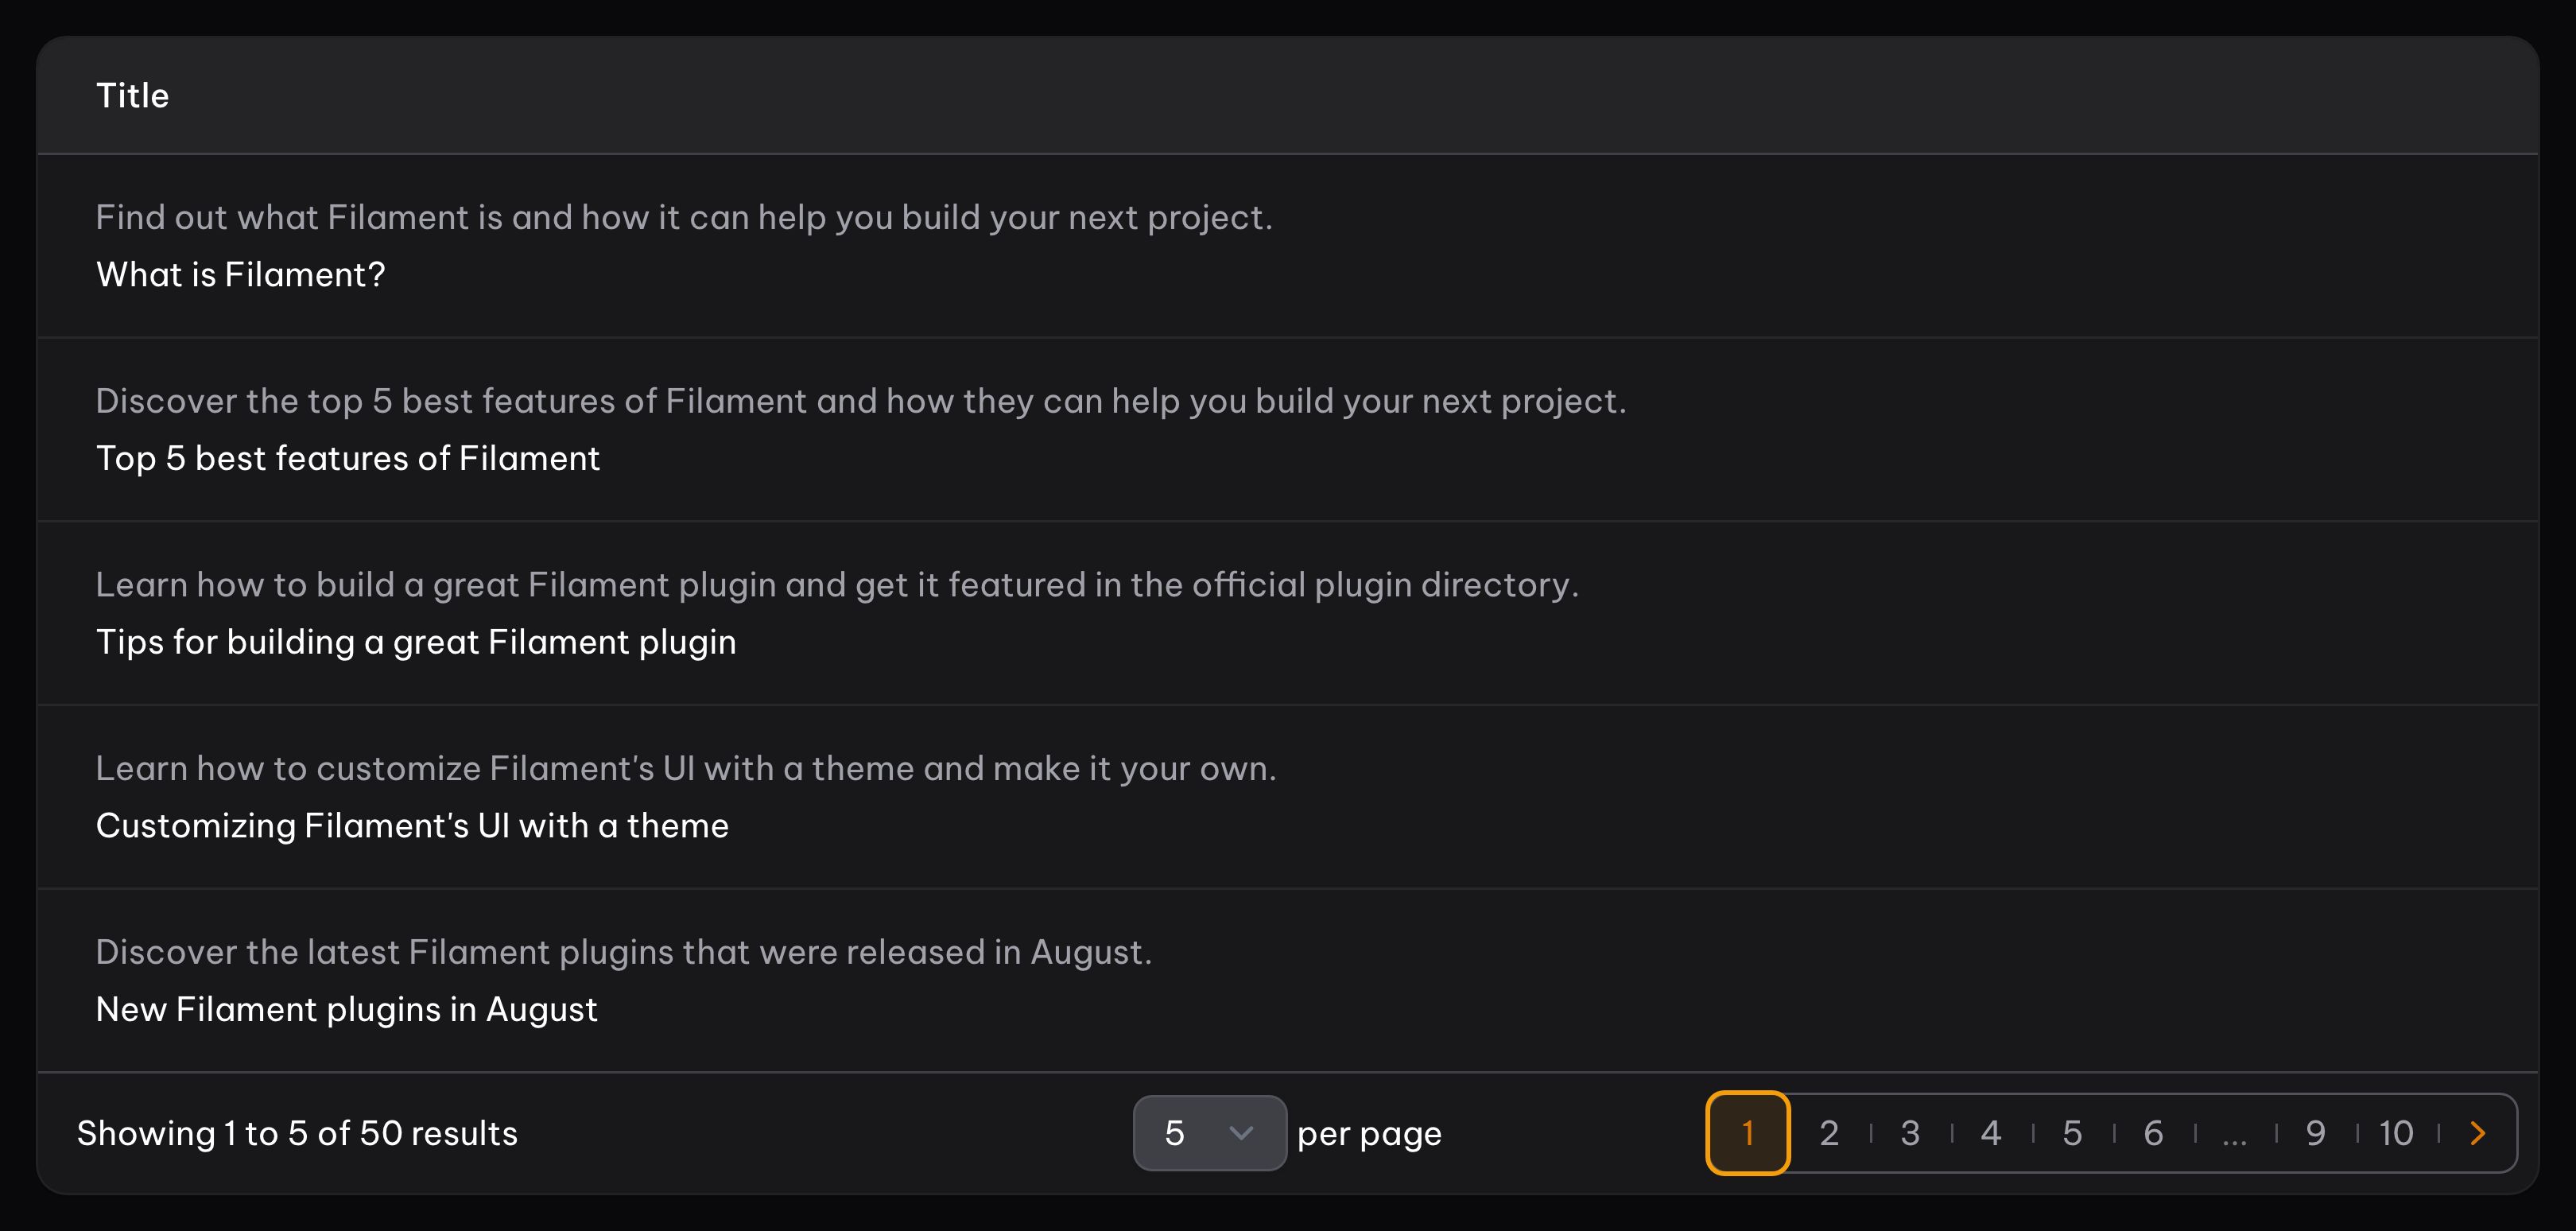 Title
Find out what Filament is and how it can help you build your next project.
What is Filament?
Discover the top 5 best features of Filament and how they can help you build your next project.
Top 5 best features of Filament
Learn how to build a great Filament plugin and get it featured in the official plugin directory.
Tips for building a great Filament plugin
Learn how to customize Filament's UI with a theme and make it your own.
Customizing Filament's UI with a theme
Discover the latest Filament plugins that were released in August.
New Filament plugins in August
Showing 1 to 5 of 50 results 5 per page 1 2 3 4 5 6 ... 9 10